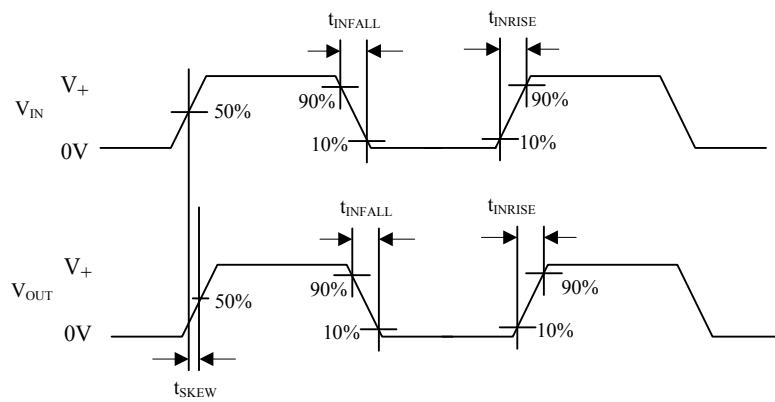 tINFALL
tINRISE
V+
VIN
90%
90%
50%
0V
10%
10%
tINFALL
tINRISE
V+
VOUT
90%
90%
50%
0V
10%
10%
tSKEW